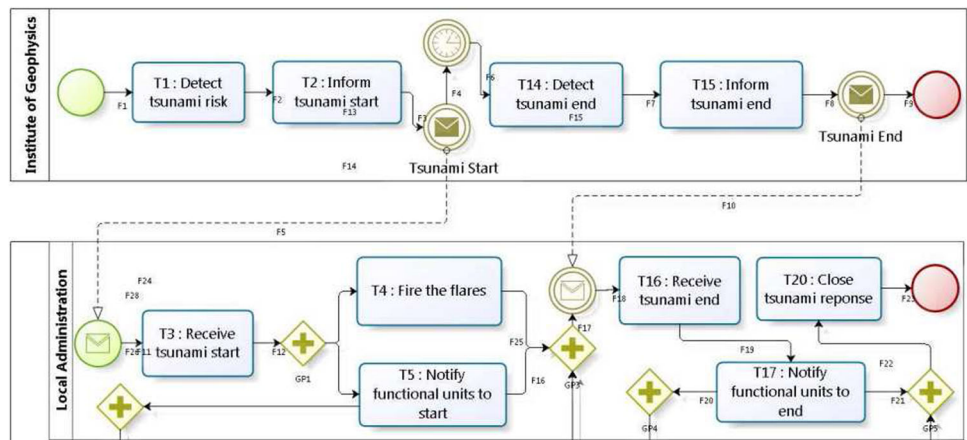 Institute of Geophysics
T1 : Detect
tsunami risk
T2 : Inform
tsunami start
T14 : Detect
tsunami end
T15 : Inform
tsunami end
F1
F2
F13
F3
F4
F6
F15
F7
F8
F9
Tsunami Start
Tsunami End
F14
F5
F10
Local Administration
F24
F28
T3 : Receive
tsunami start
F11
F12
GP1
T4 : Fire the flares
T5 : Notify
functional units to
start
F25
F16
F17
GP3
F18
T16 : Receive
tsunami end
T20 : Close
tsunami reponse
F19
F22
T17 : Notify
functional units to
end
F20
F21
GP4
GP5